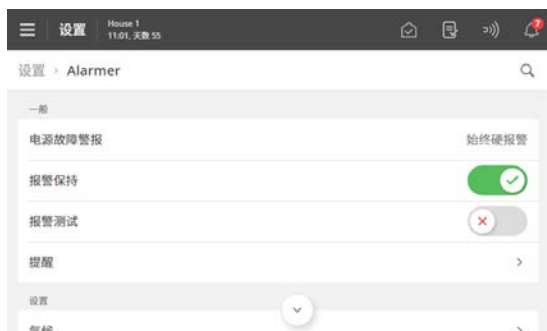 设置
House 1
11:01, 天数 55
7
设置 > Alarmer
一般
电源故障警报 始终硬报警
报警保持
报警测试
提醒
设置
气候